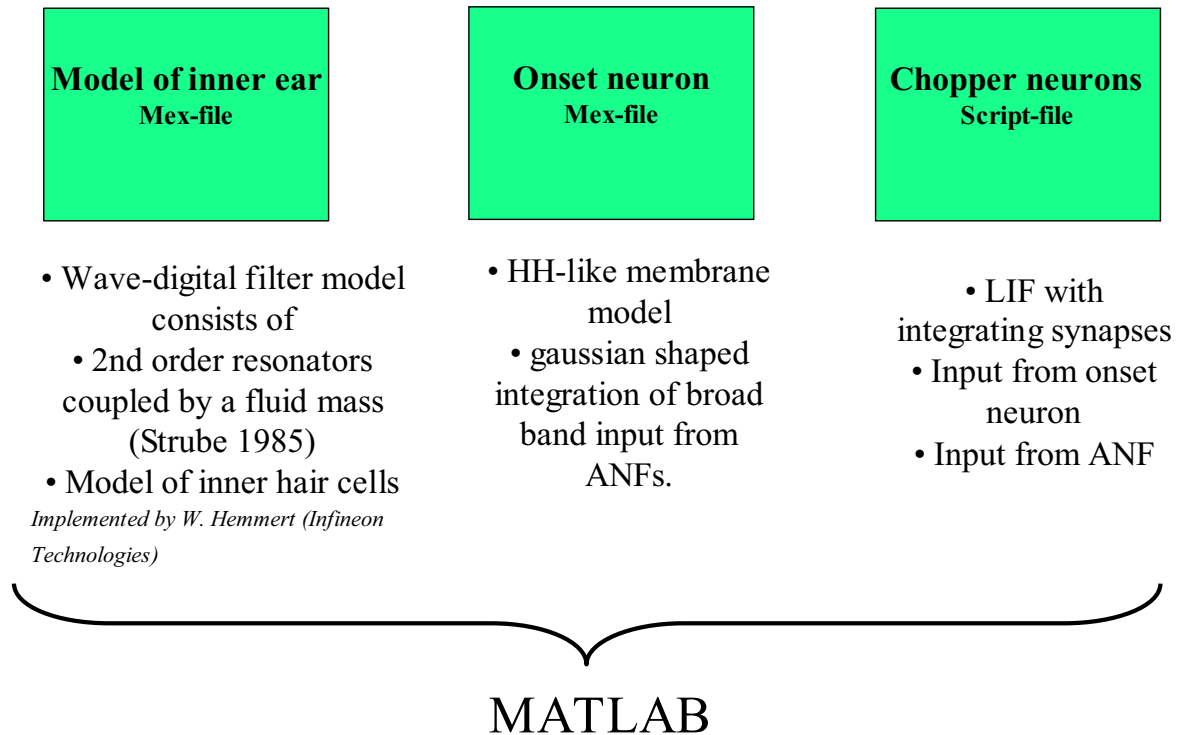 Model of inner ear
Mex-file
Onset neuron
Mex-file
Chopper neurons
Script-file
• Wave-digital filter model
consists of
• 2nd order resonators
coupled by a fluid mass
(Strube 1985)
• Model of inner hair cells
Implemented by W. Hemmert (Infineon
Technologies)
• HH-like membrane
model
• gaussian shaped
integration of broad
band input from
ANFs.
• LIF with
integrating synapses
• Input from onset
neuron
• Input from ANF
MATLAB